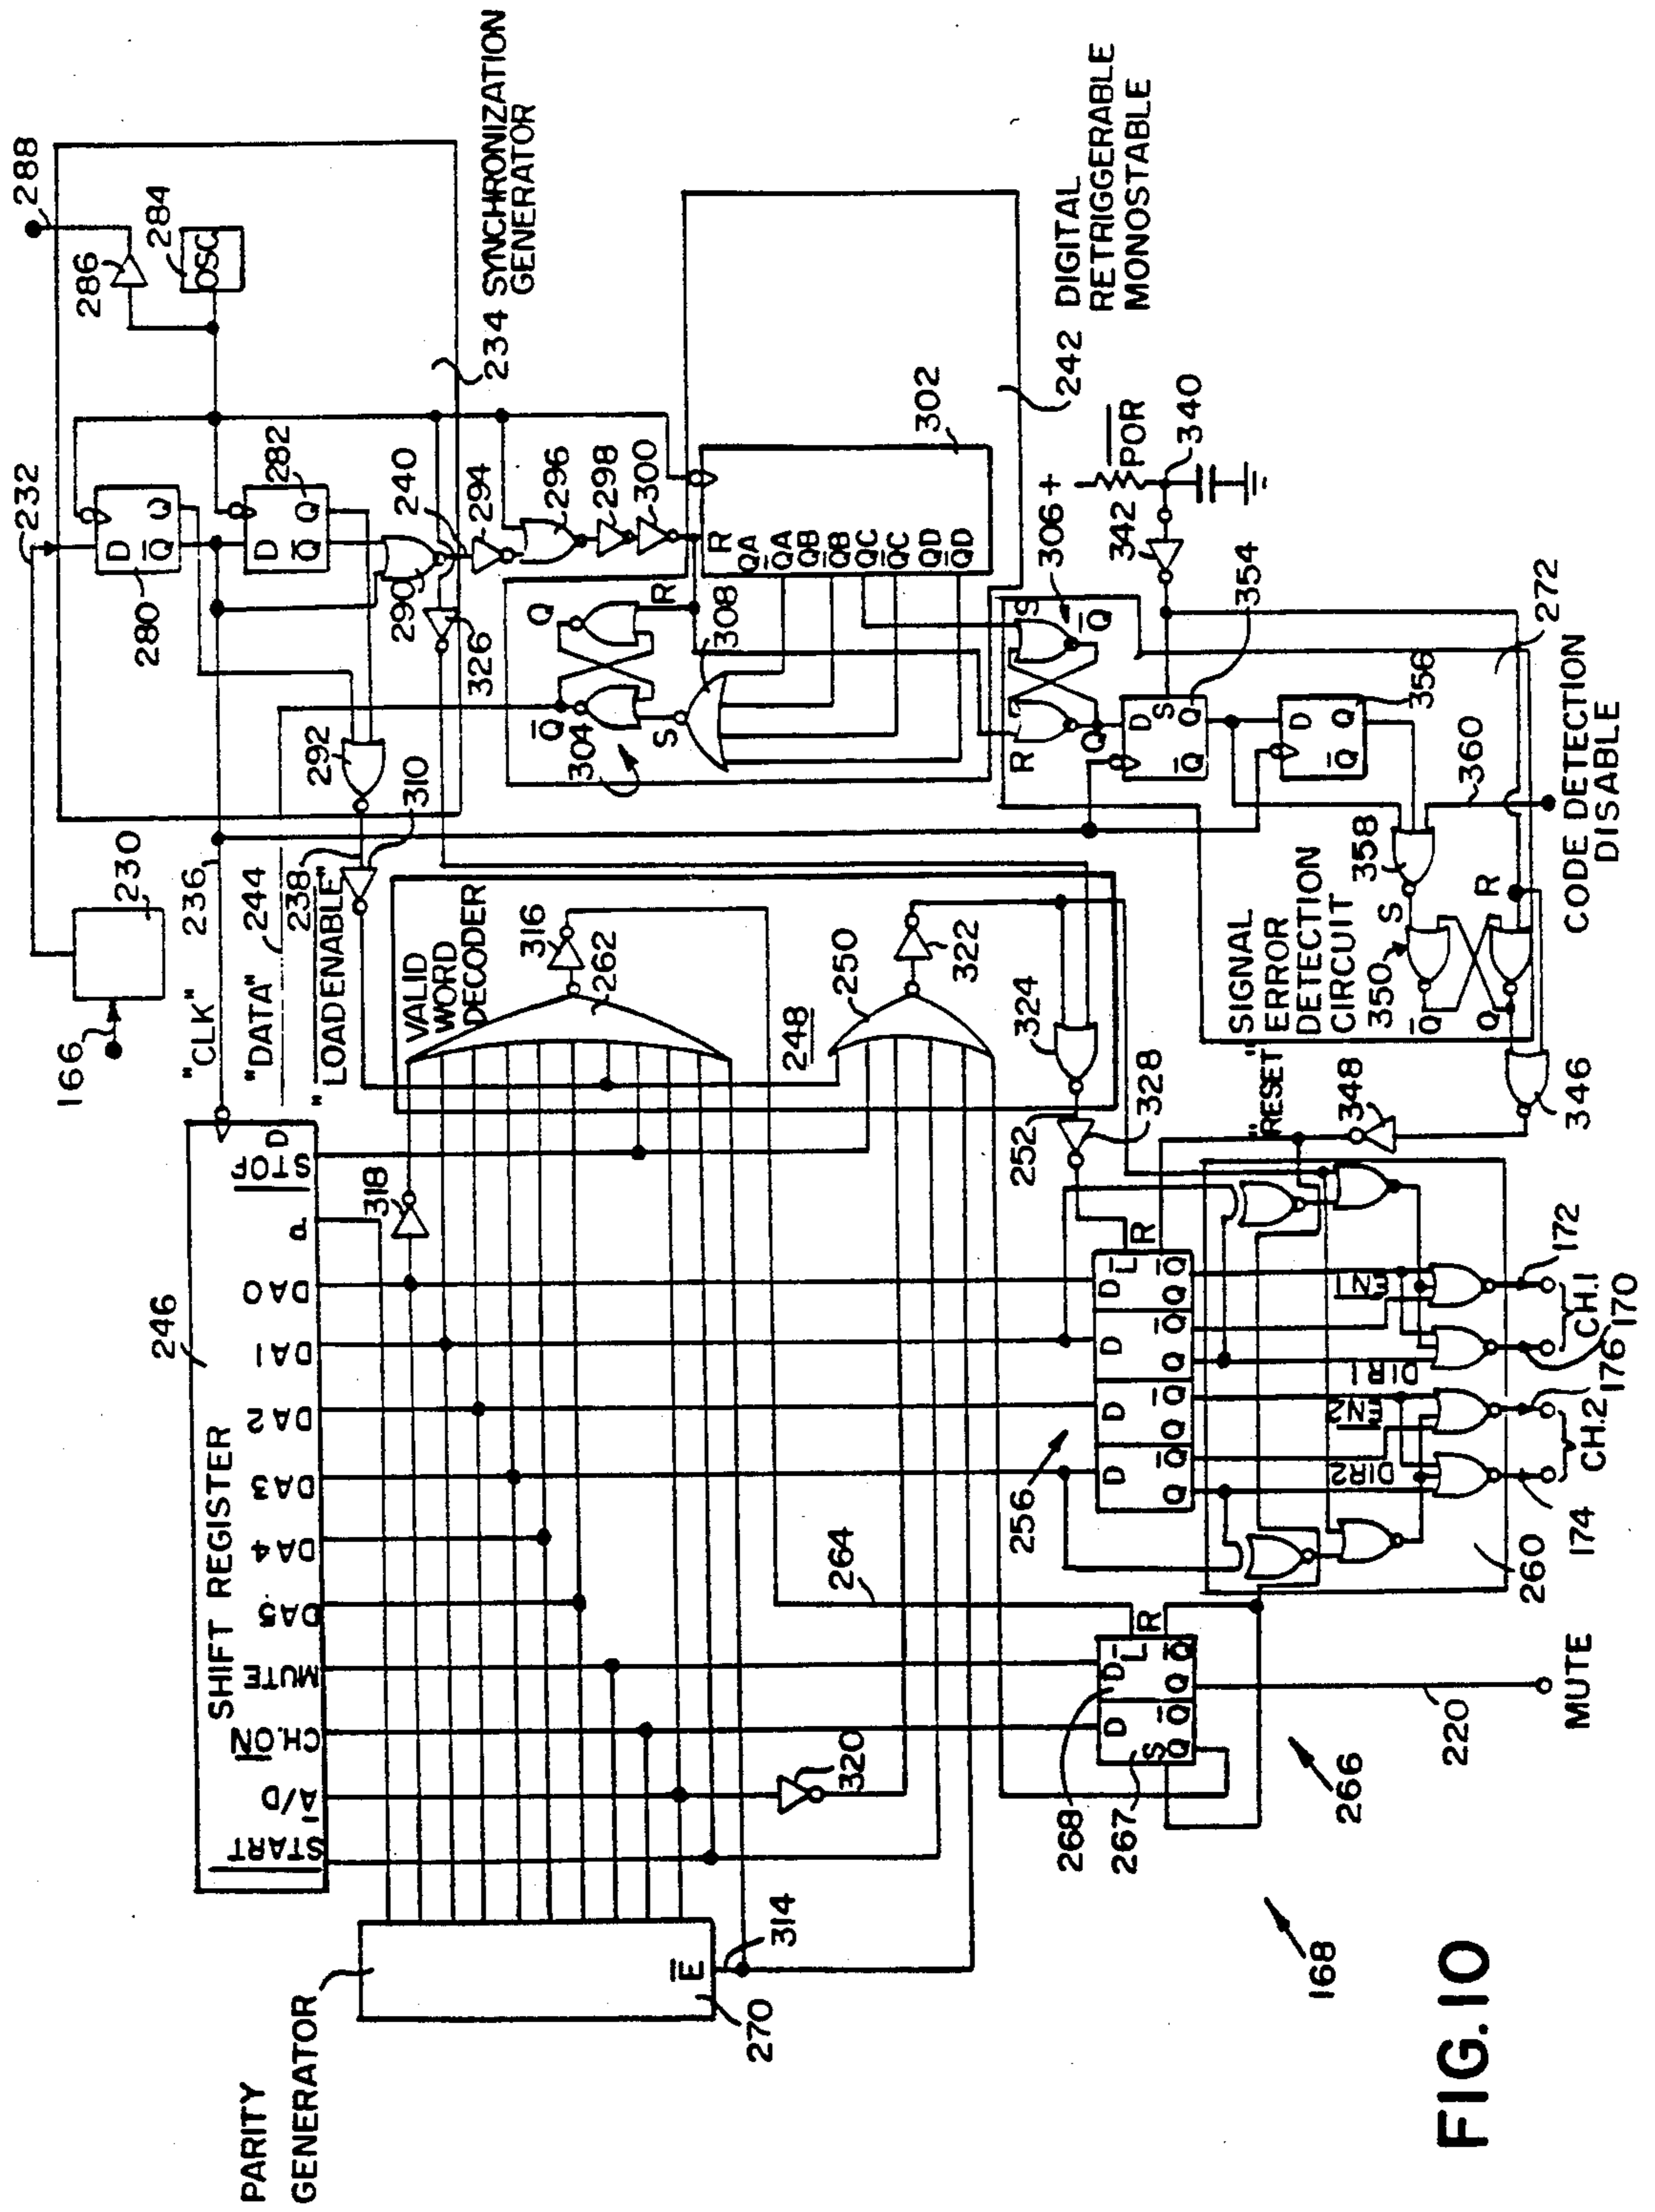 PARITY
GENERATOR
270
E
314
SHIFT REGISTER
246
START
A/D
CH.ON
MUTE
DA5
DA4
DA3
DA2
DA1
DA0
P
STOP
D
166
230
232
"CLK" 236
"DATA" 244
"LOADENABLE"
238
310
318
320
VALID
WORD
DECODER
316
262
248
250
322
324
328
252
280
D
Q
Q
282
D
Q
Q
OSC
284
286
288
290
292
240
326
234 SYNCHRONIZATION
GENERATOR
294
296
298
300
302
R
QA
QA
QB
QB
QC
QC
QD
QD
Q
R
Q
S
304
308
242 DIGITAL
RETRIGGERABLE
MONOSTABLE
306
+
POR
340
342
S
Q
R
Q
D
S
Q
Q
354
D
Q
Q
356
272
358
360
CODE DETECTION
DISABLE
SIGNAL
ERROR
DETECTION
CIRCUIT
350
S
R
Q
Q
346
348
"RESET"
256
D
D
D
D
L
R
Q
Q
Q
Q
Q
Q
EN1
DIR1
EN2
DIR2
172
CH.1
170
176
CH.2
174
260
264
266
267
268
D
D
L
R
S
Q
Q
Q
Q
220
MUTE
168
FIG.10